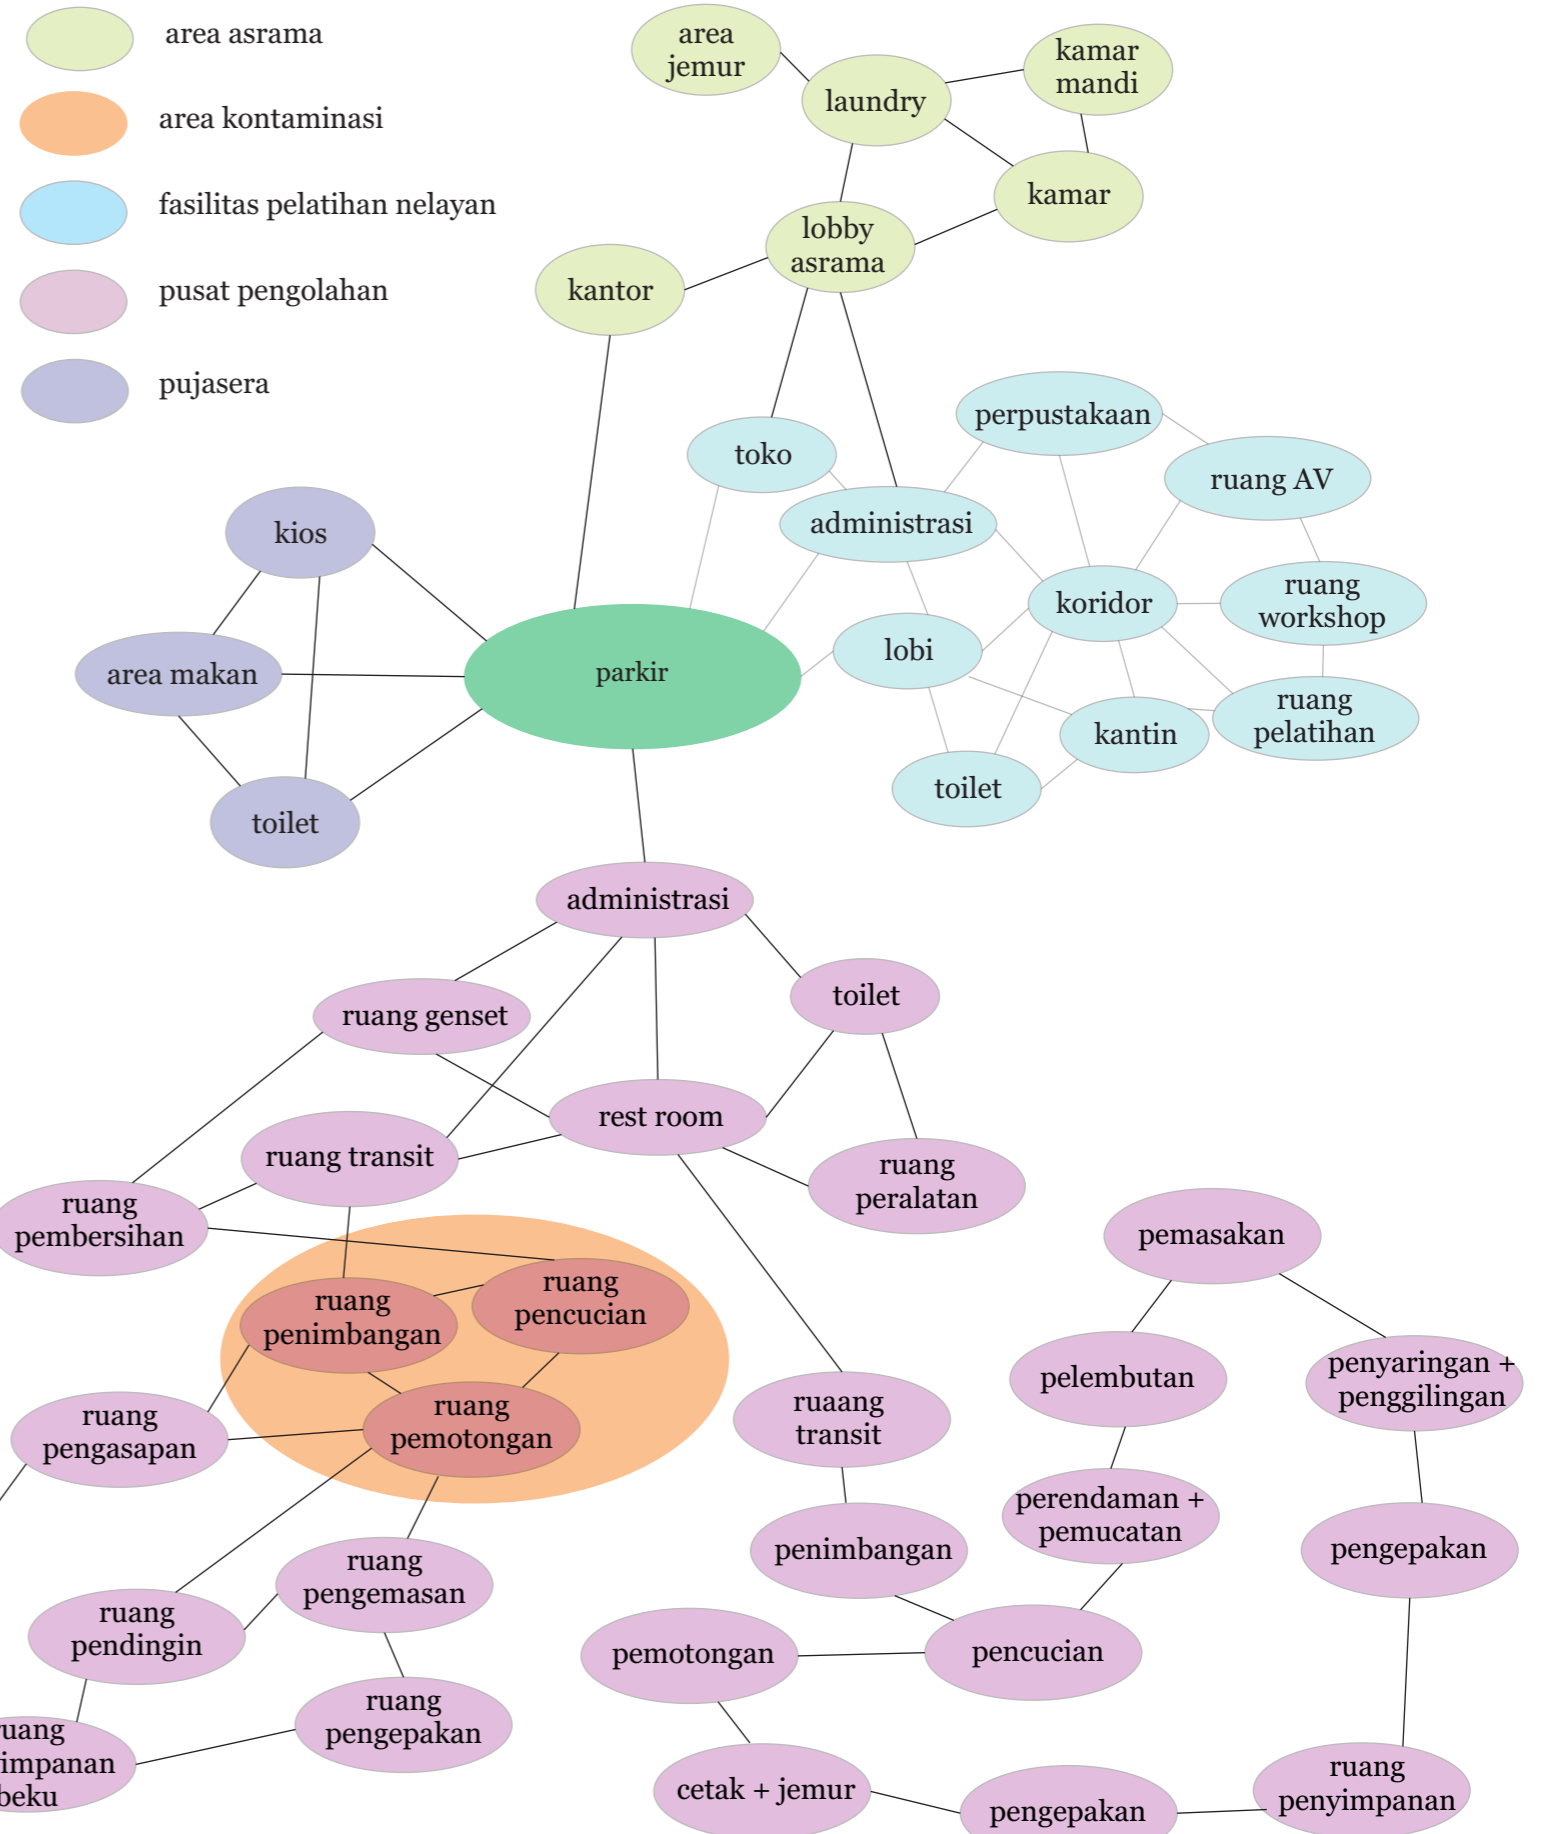 area asrama
area kontaminasi
fasilitas pelatihan nelayan
pusat pengolahan
pujasera
area
jemur
laundry
kamar
mandi
kamar
lobby
asrama
kantor
toko
administrasi
perpustakaan
ruang AV
koridor
ruang
workshop
lobi
kantin
ruang
pelatihan
toilet
kios
area makan
toilet
parkir
administrasi
ruang genset
toilet
rest room
ruang transit
ruang
peralatan
ruang
pembersihan
ruang
penimbangan
ruang
pencucian
ruang
pemotongan
ruang
pengasapan
ruang
pengemasan
ruang
pendingin
ruang
pengepakan
uang
impanan
beku
ruaang
transit
penimbangan
pencucian
pemotongan
cetak + jemur
pengepakan
ruang
penyimpanan
pemasakan
pelembutan
perendaman +
pemucatan
penyaringan +
penggilingan
pengepakan